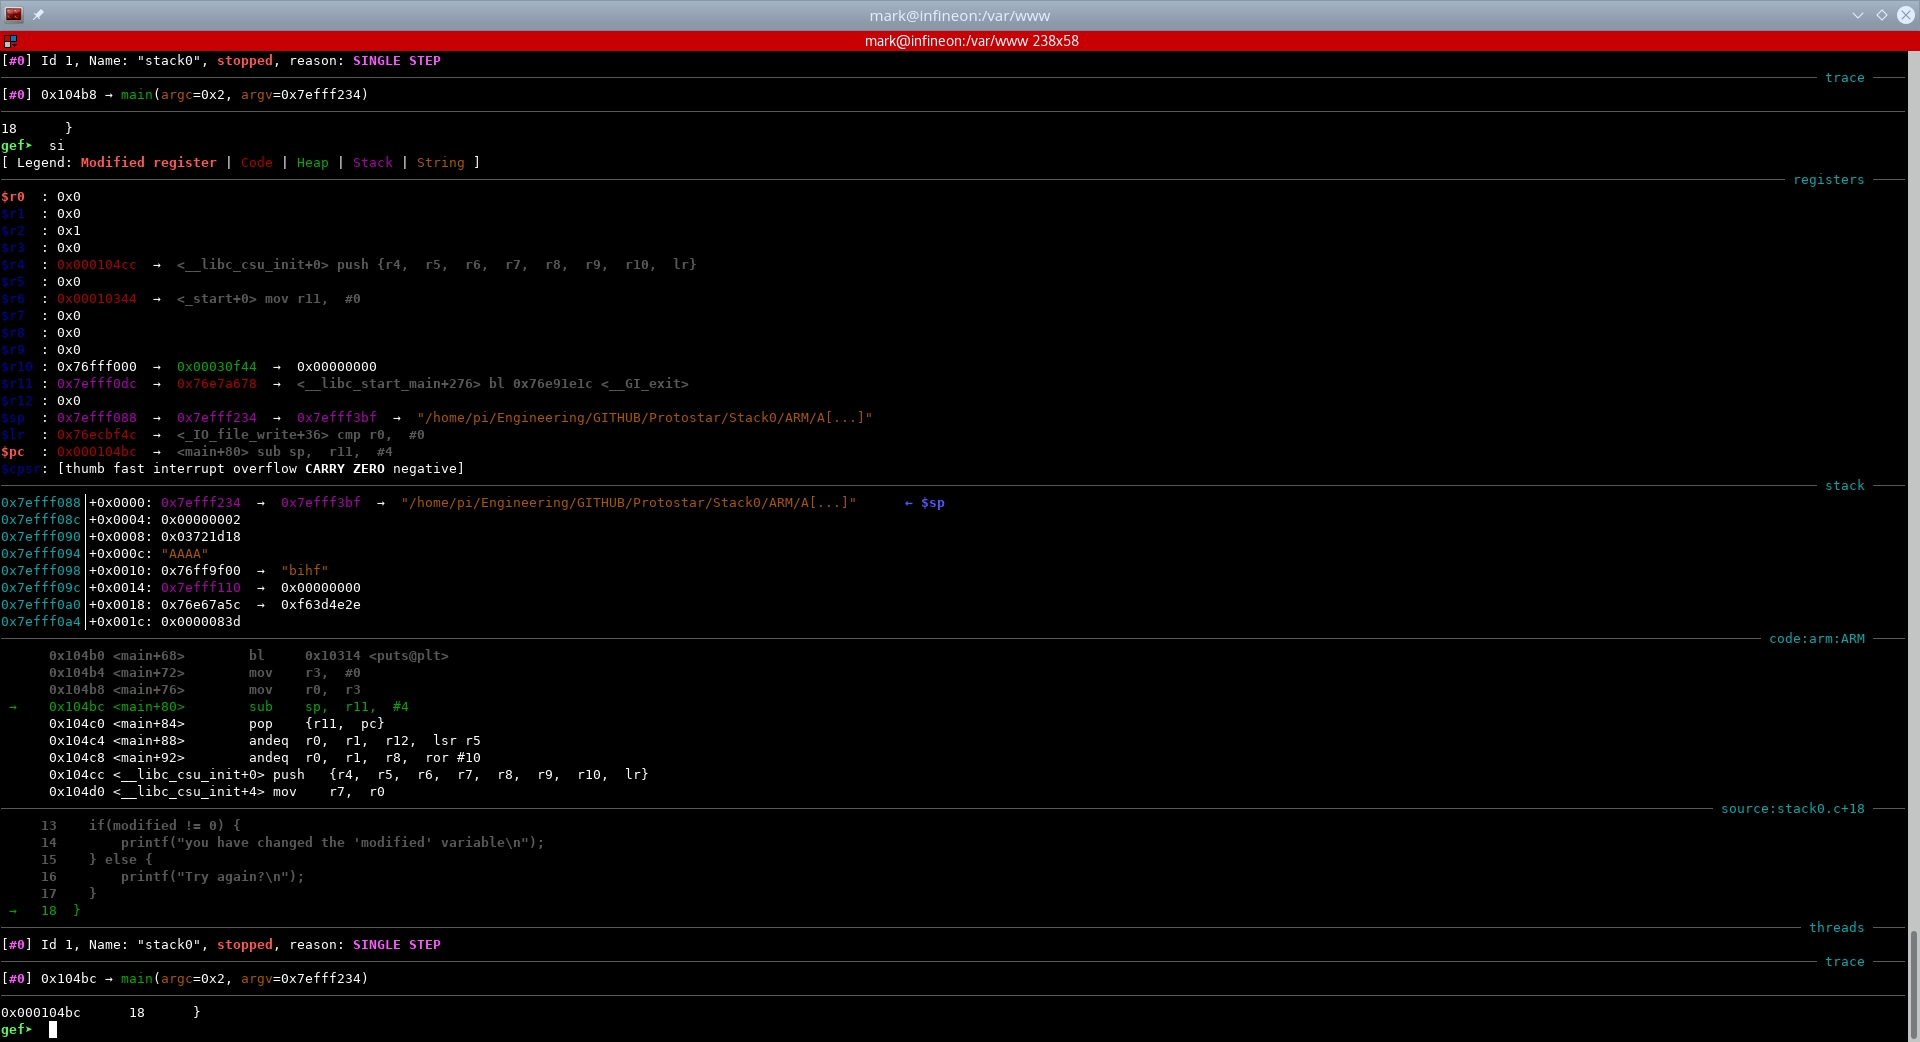 mark@infineon:/var/www
mark@infineon:/var/www 238x58
[#0] Id 1, Name: "stack0", stopped, reason: SINGLE STEP
trace
[#0] 0x104b8 → main(argc=0x2, argv=0x7efff234)
18      }
gef➤  si
[ Legend: Modified register | Code | Heap | Stack | String ]
registers
$r0  : 0x0
$r1  : 0x0
$r2  : 0x1
$r3  : 0x0
$r4  : 0x000104cc  →  <__libc_csu_init+0> push {r4,  r5,  r6,  r7,  r8,  r9,  r10,  lr}
$r5  : 0x0
$r6  : 0x00010344  →  <_start+0> mov r11,  #0
$r7  : 0x0
$r8  : 0x0
$r9  : 0x0
$r10 : 0x76fff000  →  0x00030f44  →  0x00000000
$r11 : 0x7efff0dc  →  0x76e7a678  →  <__libc_start_main+276> bl 0x76e91e1c <__GI_exit>
$r12 : 0x0
$sp  : 0x7efff088  →  0x7efff234  →  0x7efff3bf  →  "/home/pi/Engineering/GITHUB/Protostar/Stack0/ARM/A[...]"
$lr  : 0x76ecbf4c  →  <_IO_file_write+36> cmp r0,  #0
$pc  : 0x000104bc  →  <main+80> sub sp,  r11,  #4
$cpsr: [thumb fast interrupt overflow CARRY ZERO negative]
stack
0x7efff088│+0x0000: 0x7efff234  →  0x7efff3bf  →  "/home/pi/Engineering/GITHUB/Protostar/Stack0/ARM/A[...]"      ← $sp
0x7efff08c│+0x0004: 0x00000002
0x7efff090│+0x0008: 0x03721d18
0x7efff094│+0x000c: "AAAA"
0x7efff098│+0x0010: 0x76ff9f00  →  "bihf"
0x7efff09c│+0x0014: 0x7efff110  →  0x00000000
0x7efff0a0│+0x0018: 0x76e67a5c  →  0xf63d4e2e
0x7efff0a4│+0x001c: 0x0000083d
code:arm:ARM
0x104b0 <main+68>        bl     0x10314 <puts@plt>
0x104b4 <main+72>        mov    r3,  #0
0x104b8 <main+76>        mov    r0,  r3
→    0x104bc <main+80>        sub    sp,  r11,  #4
0x104c0 <main+84>        pop    {r11,  pc}
0x104c4 <main+88>        andeq  r0,  r1,  r12,  lsr r5
0x104c8 <main+92>        andeq  r0,  r1,  r8,  ror #10
0x104cc <__libc_csu_init+0> push   {r4,  r5,  r6,  r7,  r8,  r9,  r10,  lr}
0x104d0 <__libc_csu_init+4> mov    r7,  r0
source:stack0.c+18
13    if(modified != 0) {
14        printf("you have changed the 'modified' variable\n");
15    } else {
16        printf("Try again?\n");
17    }
→   18  }
threads
[#0] Id 1, Name: "stack0", stopped, reason: SINGLE STEP
trace
[#0] 0x104bc → main(argc=0x2, argv=0x7efff234)
0x000104bc      18      }
gef➤